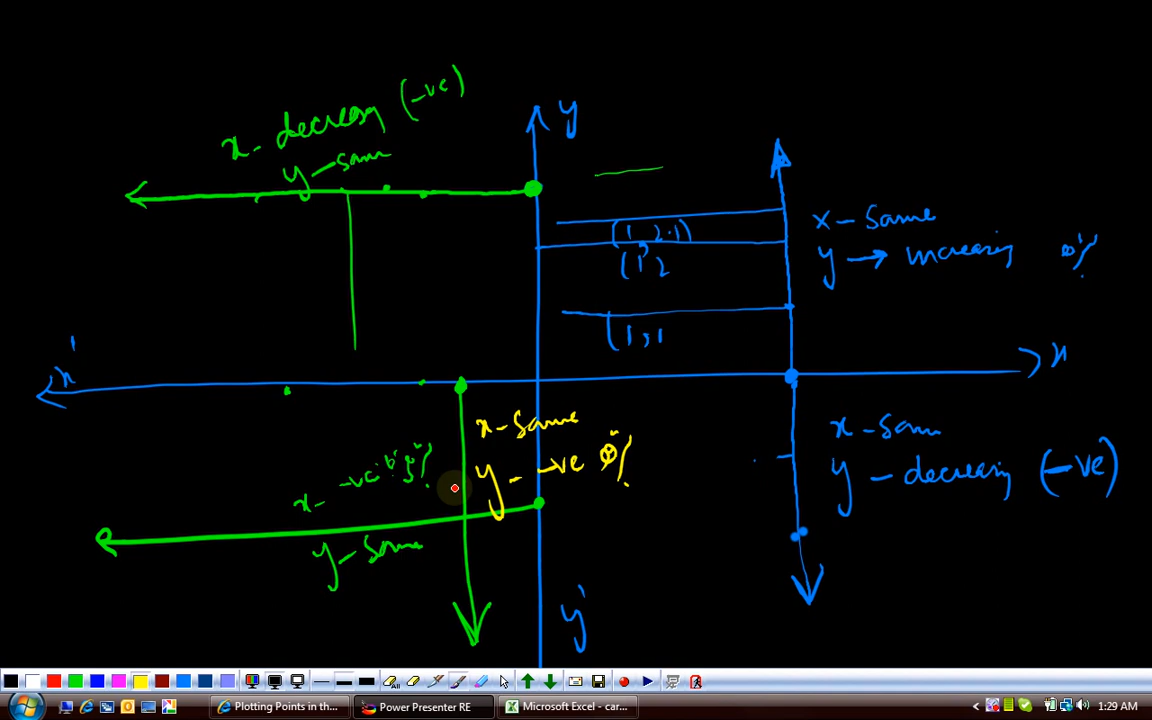 x - decreasing (-ve)
y - same
y
x - same
y → increasing
(1, 2.1)
(1, 2
(1, 1
x'
x
x - same
y - -ve
x - same
y - decreasing (-ve)
x - -ve
y - same
y'
Plotting Points in th...
Power Presenter RE
Microsoft Excel - car...
1:29 AM